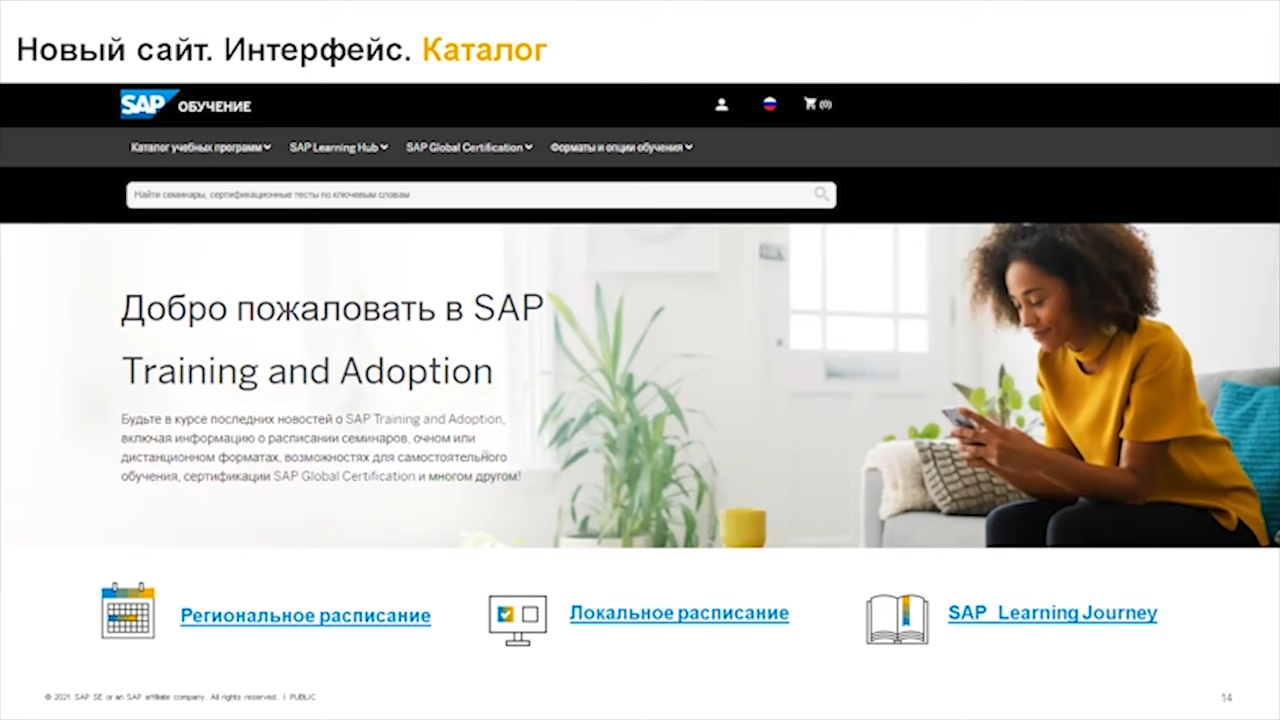 Новый сайт. Интерфейс. Каталог
SAP ОБУЧЕНИЕ
(0)
Каталог учебных программ SAP Learning Hub SAP Global Certification Форматы и опции обучения
Найти семинары, сертификационные тесты по ключевым словам
Добро пожаловать в SAP
Training and Adoption
Будьте в курсе последних новостей о SAP Training and Adoption,
включая информацию о расписании семинаров, очном или
дистанционном форматах, возможностях для самостоятельного
обучения, сертификации SAP Global Certification и многом другом!
Региональное расписание
Локальное расписание
SAP Learning Journey
© 2021 SAP SE or an SAP affiliate company. All rights reserved. I PUBLIC
14